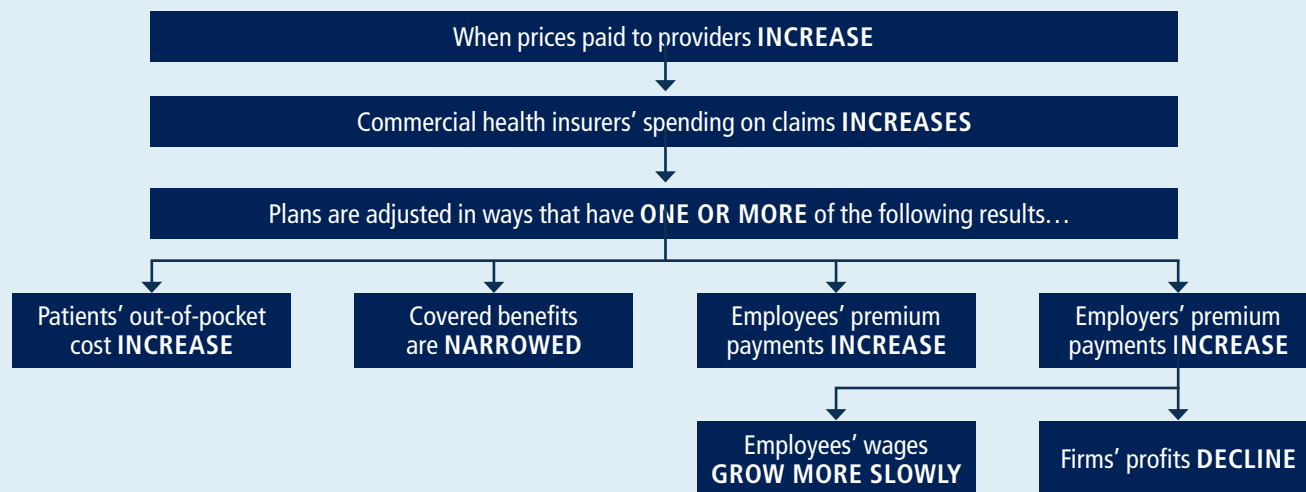 When prices paid to providers INCREASE
Commercial health insurers’ spending on claims INCREASES
Plans are adjusted in ways that have ONE OR MORE of the following results…
Patients’ out-of-pocket
cost INCREASE
Covered benefits
are NARROWED
Employees’ premium
payments INCREASE
Employers’ premium
payments INCREASE
Employees’ wages
GROW MORE SLOWLY
Firms’ profits DECLINE